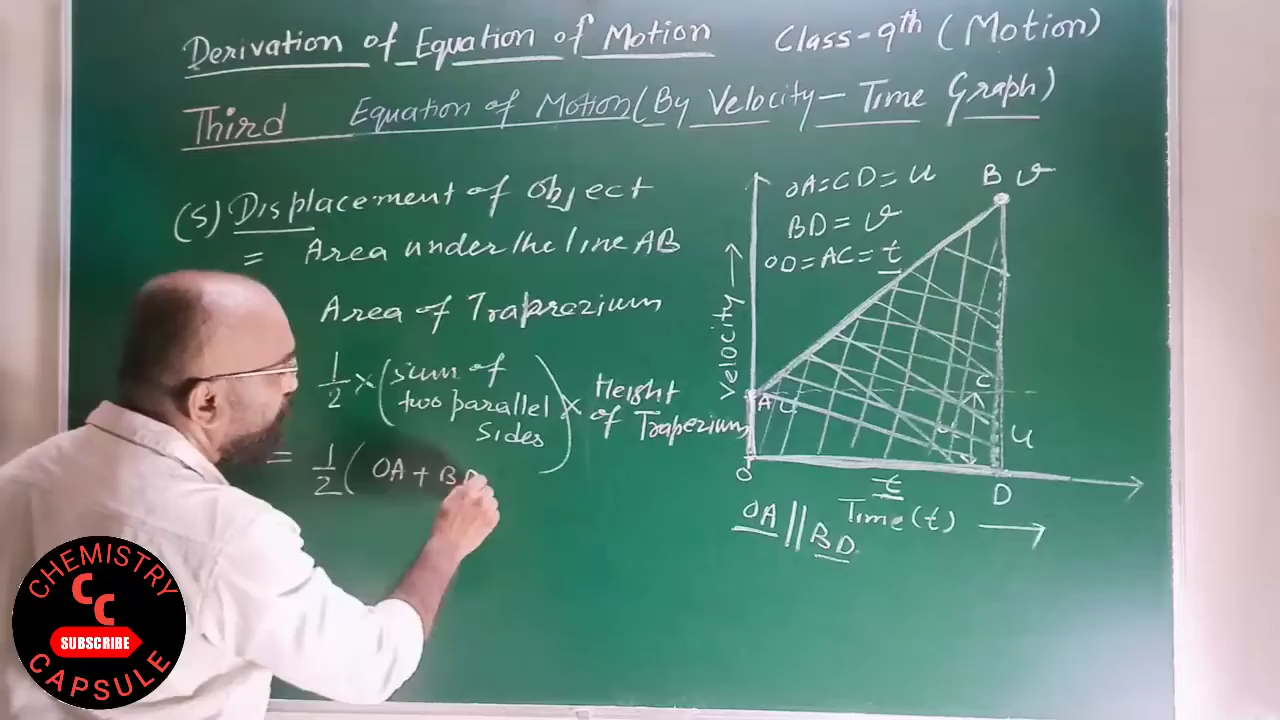 Derivation of Equation of Motion Class-9th (Motion)
Third Equation of Motion (By Velocity-Time Graph)
(S) Displacement of Object
= Area under the line AB
Area of Traprezium
1/2 × (sum of two parallel sides) × Height of Traprezium
= 1/2 (OA + BD
OA = CD = u
BD = v
OD = AC = t
B v
Velocity →
A u
C
u
O
t
D
Time (t) →
OA || BD
CHEMISTRY
CC
SUBSCRIBE
CAPSULE